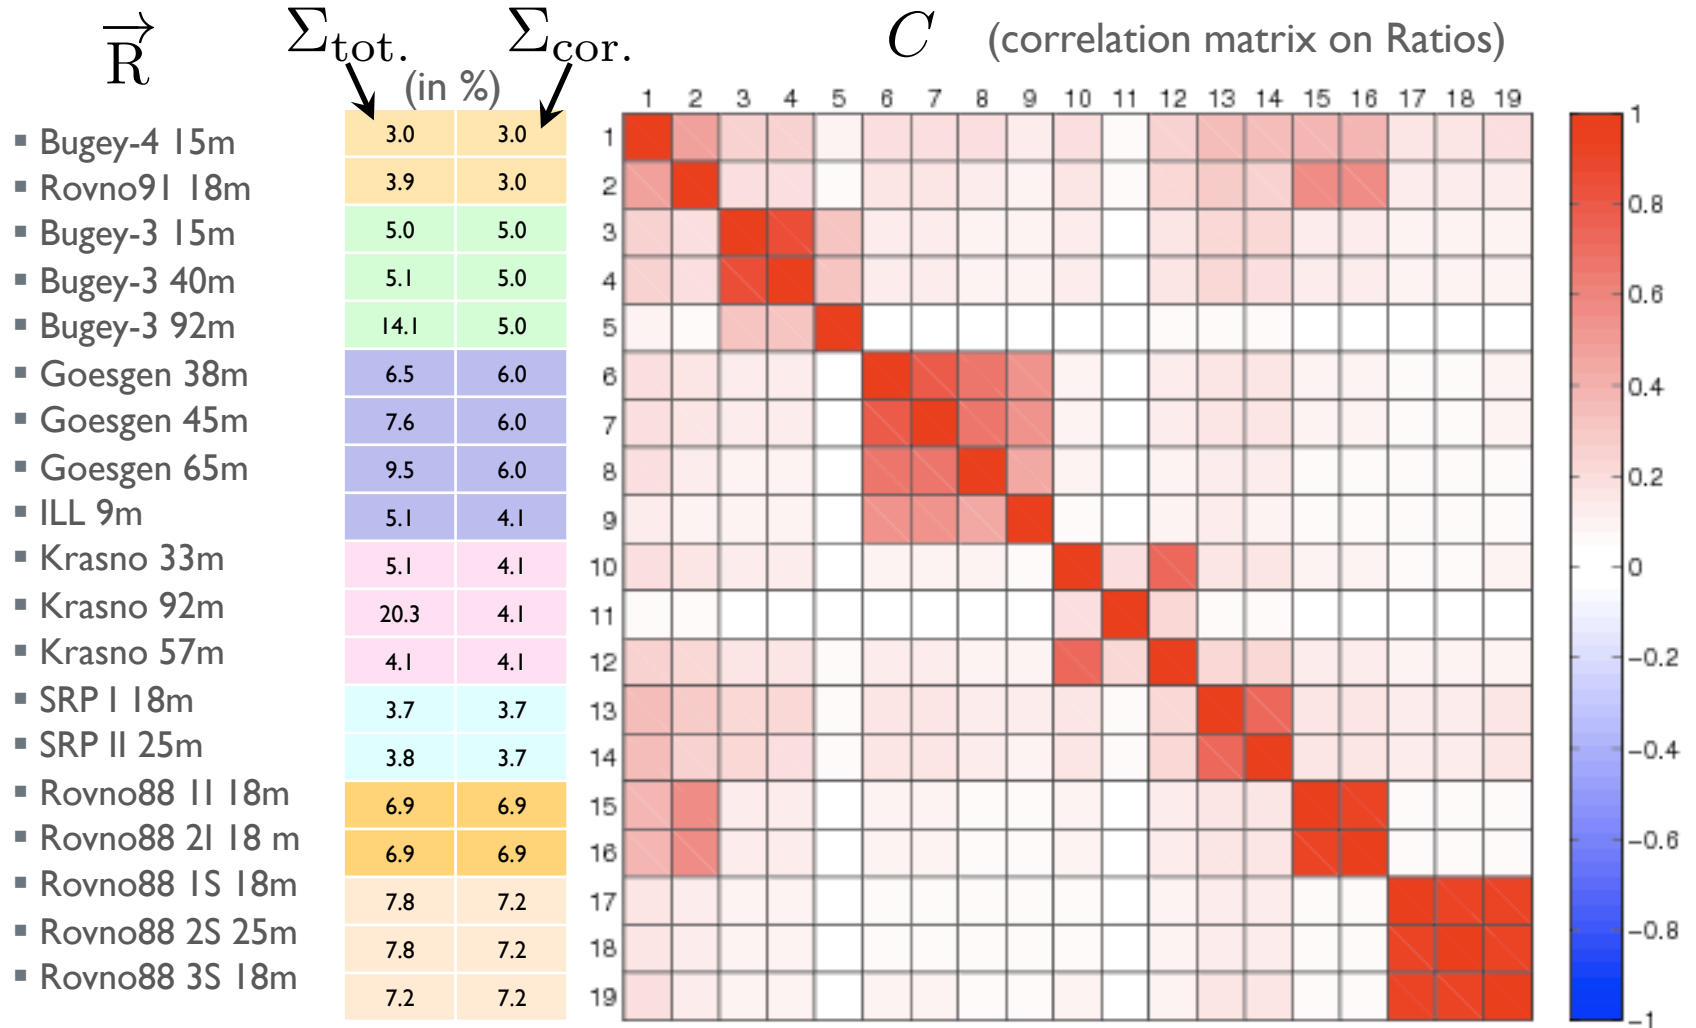 R Σtot. Σcor. C (correlation matrix on Ratios)
(in %)
1 2 3 4 5 6 7 8 9 10 11 12 13 14 15 16 17 18 19
▪ Bugey-4 15m 3.0 3.0 1
▪ Rovno91 18m 3.9 3.0 2
▪ Bugey-3 15m 5.0 5.0 3
▪ Bugey-3 40m 5.1 5.0 4
▪ Bugey-3 92m 14.1 5.0 5
▪ Goesgen 38m 6.5 6.0 6
▪ Goesgen 45m 7.6 6.0 7
▪ Goesgen 65m 9.5 6.0 8
▪ ILL 9m 5.1 4.1 9
▪ Krasno 33m 5.1 4.1 10
▪ Krasno 92m 20.3 4.1 11
▪ Krasno 57m 4.1 4.1 12
▪ SRP I 18m 3.7 3.7 13
▪ SRP II 25m 3.8 3.7 14
▪ Rovno88 1I 18m 6.9 6.9 15
▪ Rovno88 2I 18 m 6.9 6.9 16
▪ Rovno88 1S 18m 7.8 7.2 17
▪ Rovno88 2S 25m 7.8 7.2 18
▪ Rovno88 3S 18m 7.2 7.2 19
1
0.8
0.6
0.4
0.2
0
−0.2
−0.4
−0.6
−0.8
−1